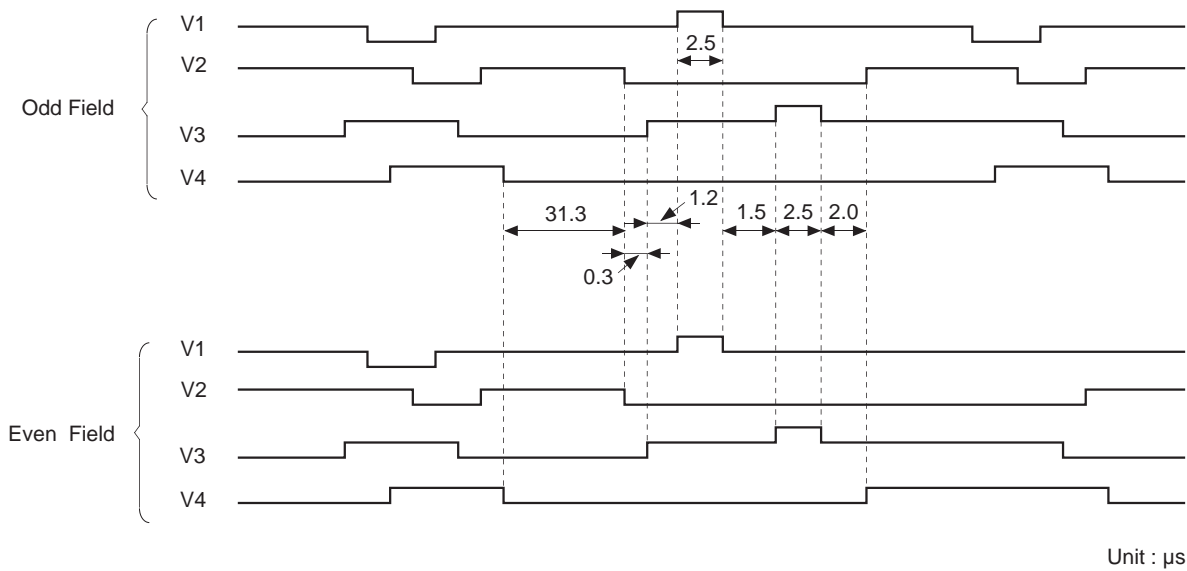 V1
2.5
V2
Odd Field
V3
V4
1.2
31.3
1.5 2.5 2.0
0.3
V1
V2
Even Field
V3
V4
Unit : μs